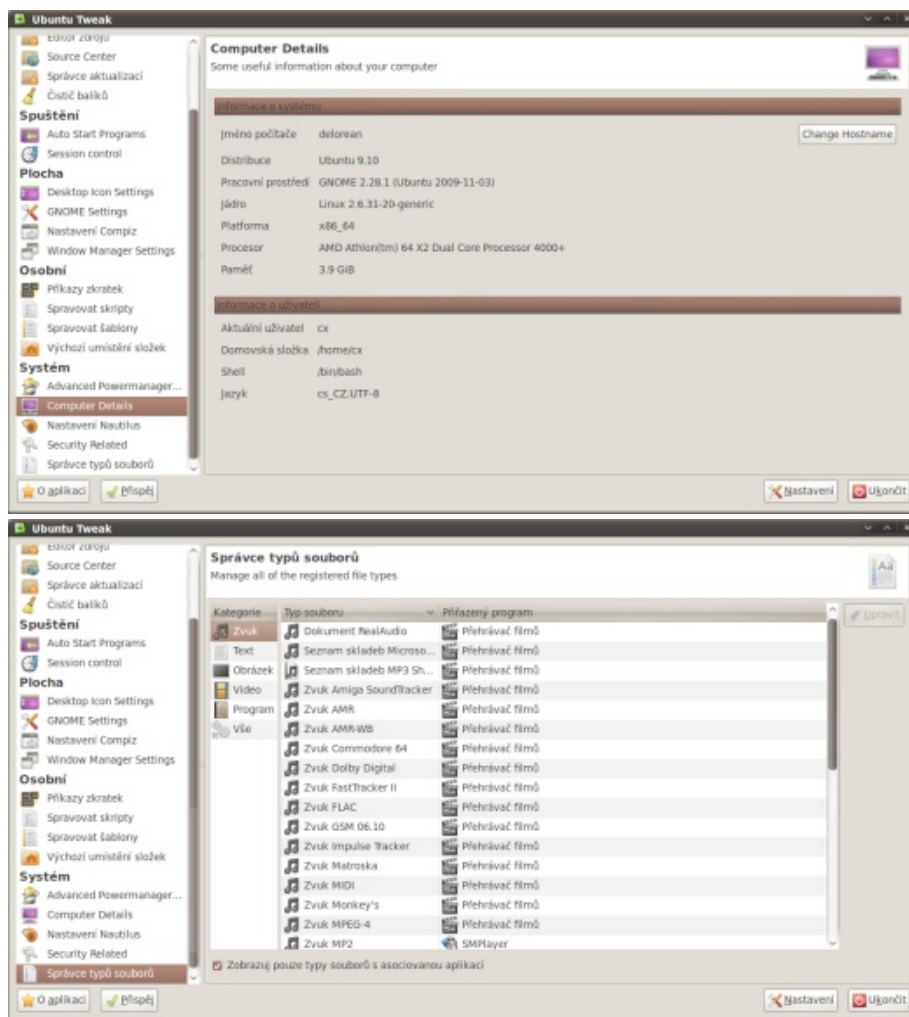 Ubuntu Tweak
Editor zdrojů
Source Center
Správce aktualizací
Čistič balíků
Spuštění
Auto Start Programs
Session control
Plocha
Desktop Icon Settings
GNOME Settings
Nastavení Compiz
Window Manager Settings
Osobní
Příkazy zkratek
Spravovat skripty
Spravovat šablony
Výchozí umístění složek
Systém
Advanced Powermanager...
Computer Details
Nastavení Nautilus
Security Related
Správce typů souborů
Computer Details
Some useful information about your computer
Informace o systému
Jméno počítače delorean Change Hostname
Distribuce Ubuntu 9.10
Pracovní prostředí GNOME 2.28.1 (Ubuntu 2009-11-03)
Jádro Linux 2.6.31-20-generic
Platforma x86_64
Procesor AMD Athlon(tm) 64 X2 Dual Core Processor 4000+
Paměť 3.9 GiB
Informace o uživateli
Aktuální uživatel cx
Domovská složka /home/cx
Shell /bin/bash
Jazyk cs_CZ.UTF-8
O aplikaci Přispěj Nastavení Ukončit
Ubuntu Tweak
Editor zdrojů
Source Center
Správce aktualizací
Čistič balíků
Spuštění
Auto Start Programs
Session control
Plocha
Desktop Icon Settings
GNOME Settings
Nastavení Compiz
Window Manager Settings
Osobní
Příkazy zkratek
Spravovat skripty
Spravovat šablony
Výchozí umístění složek
Systém
Advanced Powermanager...
Computer Details
Nastavení Nautilus
Security Related
Správce typů souborů
Správce typů souborů
Manage all of the registered file types
Kategorie
Zvuk
Text
Obrázek
Video
Program
Vše
Typ souboru Přiřazený program
Dokument RealAudio Přehrávač filmů
Seznam skladeb Microso... Přehrávač filmů
Seznam skladeb MP3 Sh... Přehrávač filmů
Zvuk Amiga SoundTracker Přehrávač filmů
Zvuk AMR Přehrávač filmů
Zvuk AMR-WB Přehrávač filmů
Zvuk Commodore 64 Přehrávač filmů
Zvuk Dolby Digital Přehrávač filmů
Zvuk FastTracker II Přehrávač filmů
Zvuk FLAC Přehrávač filmů
Zvuk GSM 06.10 Přehrávač filmů
Zvuk Impulse Tracker Přehrávač filmů
Zvuk Matroska Přehrávač filmů
Zvuk MIDI Přehrávač filmů
Zvuk Monkey's Přehrávač filmů
Zvuk MPEG-4 Přehrávač filmů
Zvuk MP2 SMPlayer
Upravit
Zobrazuj pouze typy souborů s asociovanou aplikací
O aplikaci Přispěj Nastavení Ukončit